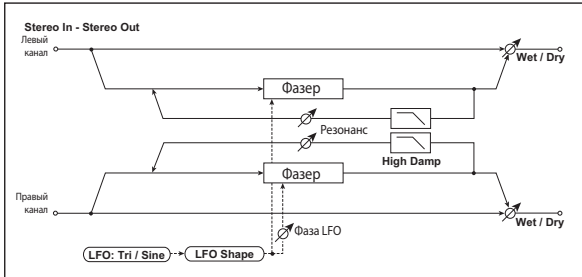 Stereo In - Stereo Out
Левый
канал
Wet / Dry
Фазер
Резонанс
High Damp
Фазер
Правый
канал
Фаза LFO
Wet / Dry
LFO: Tri / Sine
LFO Shape